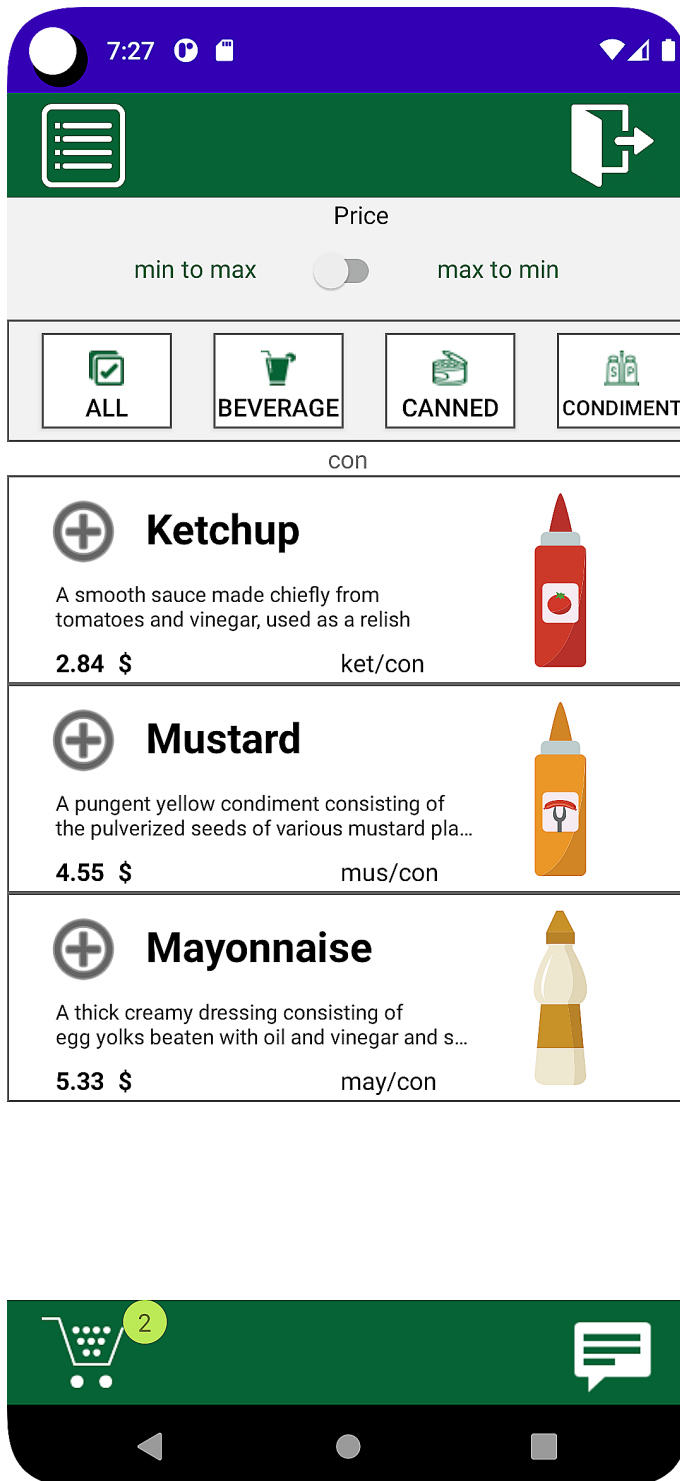 7:27
Price
min to max
max to min
ALL
BEVERAGE
CANNED
CONDIMENT
S P
con
Ketchup
A smooth sauce made chiefly from
tomatoes and vinegar, used as a relish
2.84 $
ket/con
Mustard
A pungent yellow condiment consisting of
the pulverized seeds of various mustard pla...
4.55 $
mus/con
Mayonnaise
A thick creamy dressing consisting of
egg yolks beaten with oil and vinegar and s...
5.33 $
may/con
2